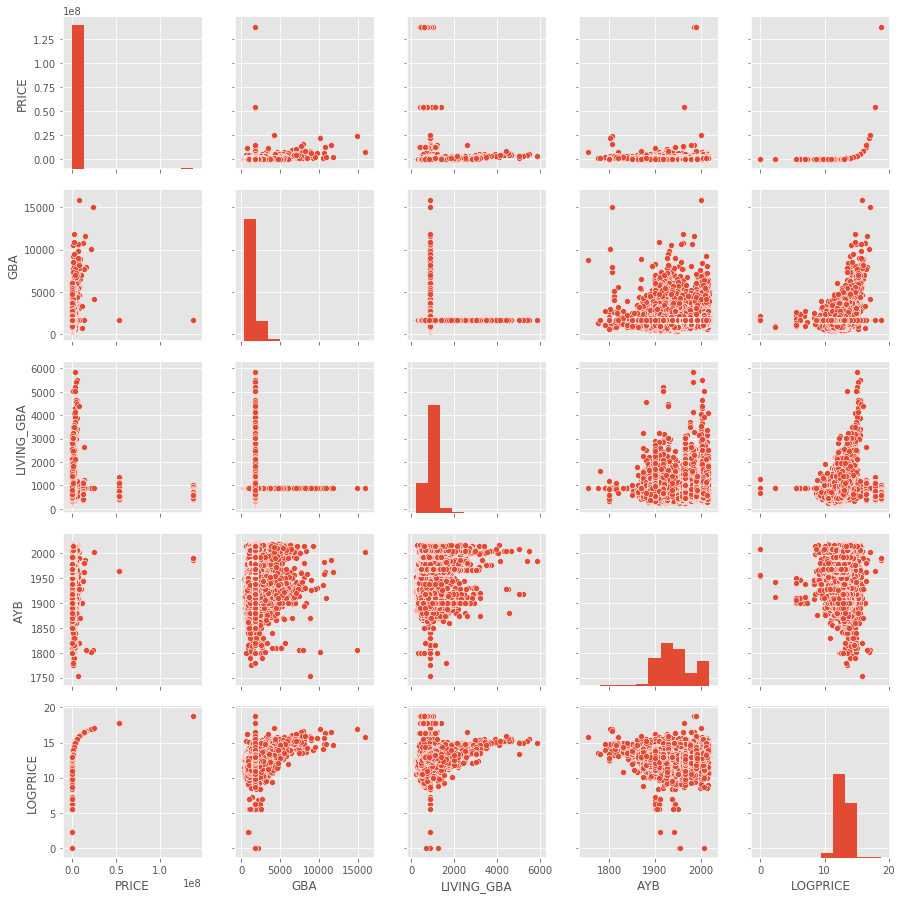 1e8
PRICE
1.25
1.00
0.75
0.50
0.25
0.00
GBA
15000
10000
5000
0
LIVING_GBA
6000
5000
4000
3000
2000
1000
0
AYB
2000
1950
1900
1850
1800
1750
LOGPRICE
20
15
10
5
0
0.0 0.5 1.0
1e8
PRICE
0 5000 10000 15000
GBA
0 2000 4000 6000
LIVING_GBA
1800 1900 2000
AYB
0 10 20
LOGPRICE